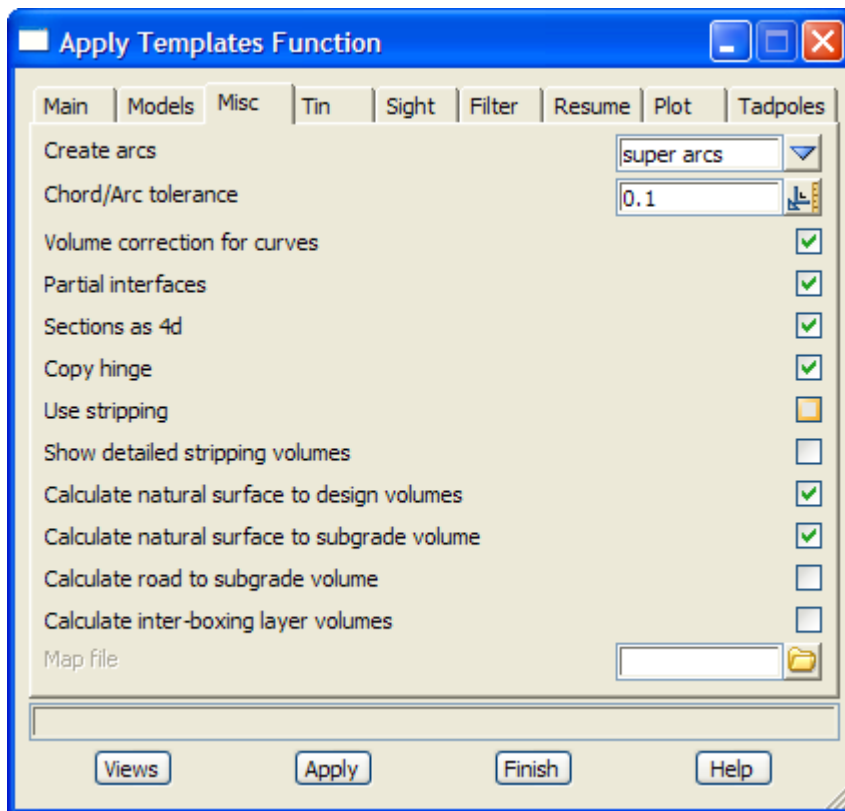 Apply Templates Function
Main Models Misc Tin Sight Filter Resume Plot Tadpoles
Create arcs super arcs
Chord/Arc tolerance 0.1
Volume correction for curves
Partial interfaces
Sections as 4d
Copy hinge
Use stripping
Show detailed stripping volumes
Calculate natural surface to design volumes
Calculate natural surface to subgrade volume
Calculate road to subgrade volume
Calculate inter-boxing layer volumes
Map file
Views Apply Finish Help